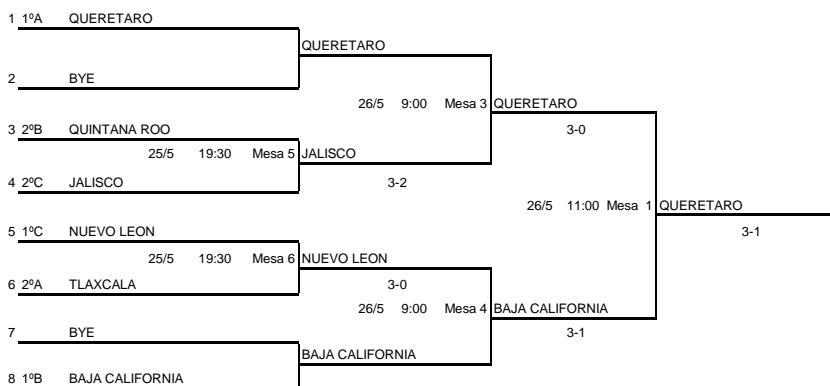 1 1ºA QUERETARO
QUERETARO
2 BYE
26/5 9:00 Mesa 3 QUERETARO
3 2ºB QUINTANA ROO 3-0
25/5 19:30 Mesa 5 JALISCO
4 2ºC JALISCO 3-2
26/5 11:00 Mesa 1 QUERETARO
5 1ºC NUEVO LEON 3-1
25/5 19:30 Mesa 6 NUEVO LEON
6 2ºA TLAXCALA 3-0
26/5 9:00 Mesa 4 BAJA CALIFORNIA
7 BYE 3-1
BAJA CALIFORNIA
8 1ºB BAJA CALIFORNIA